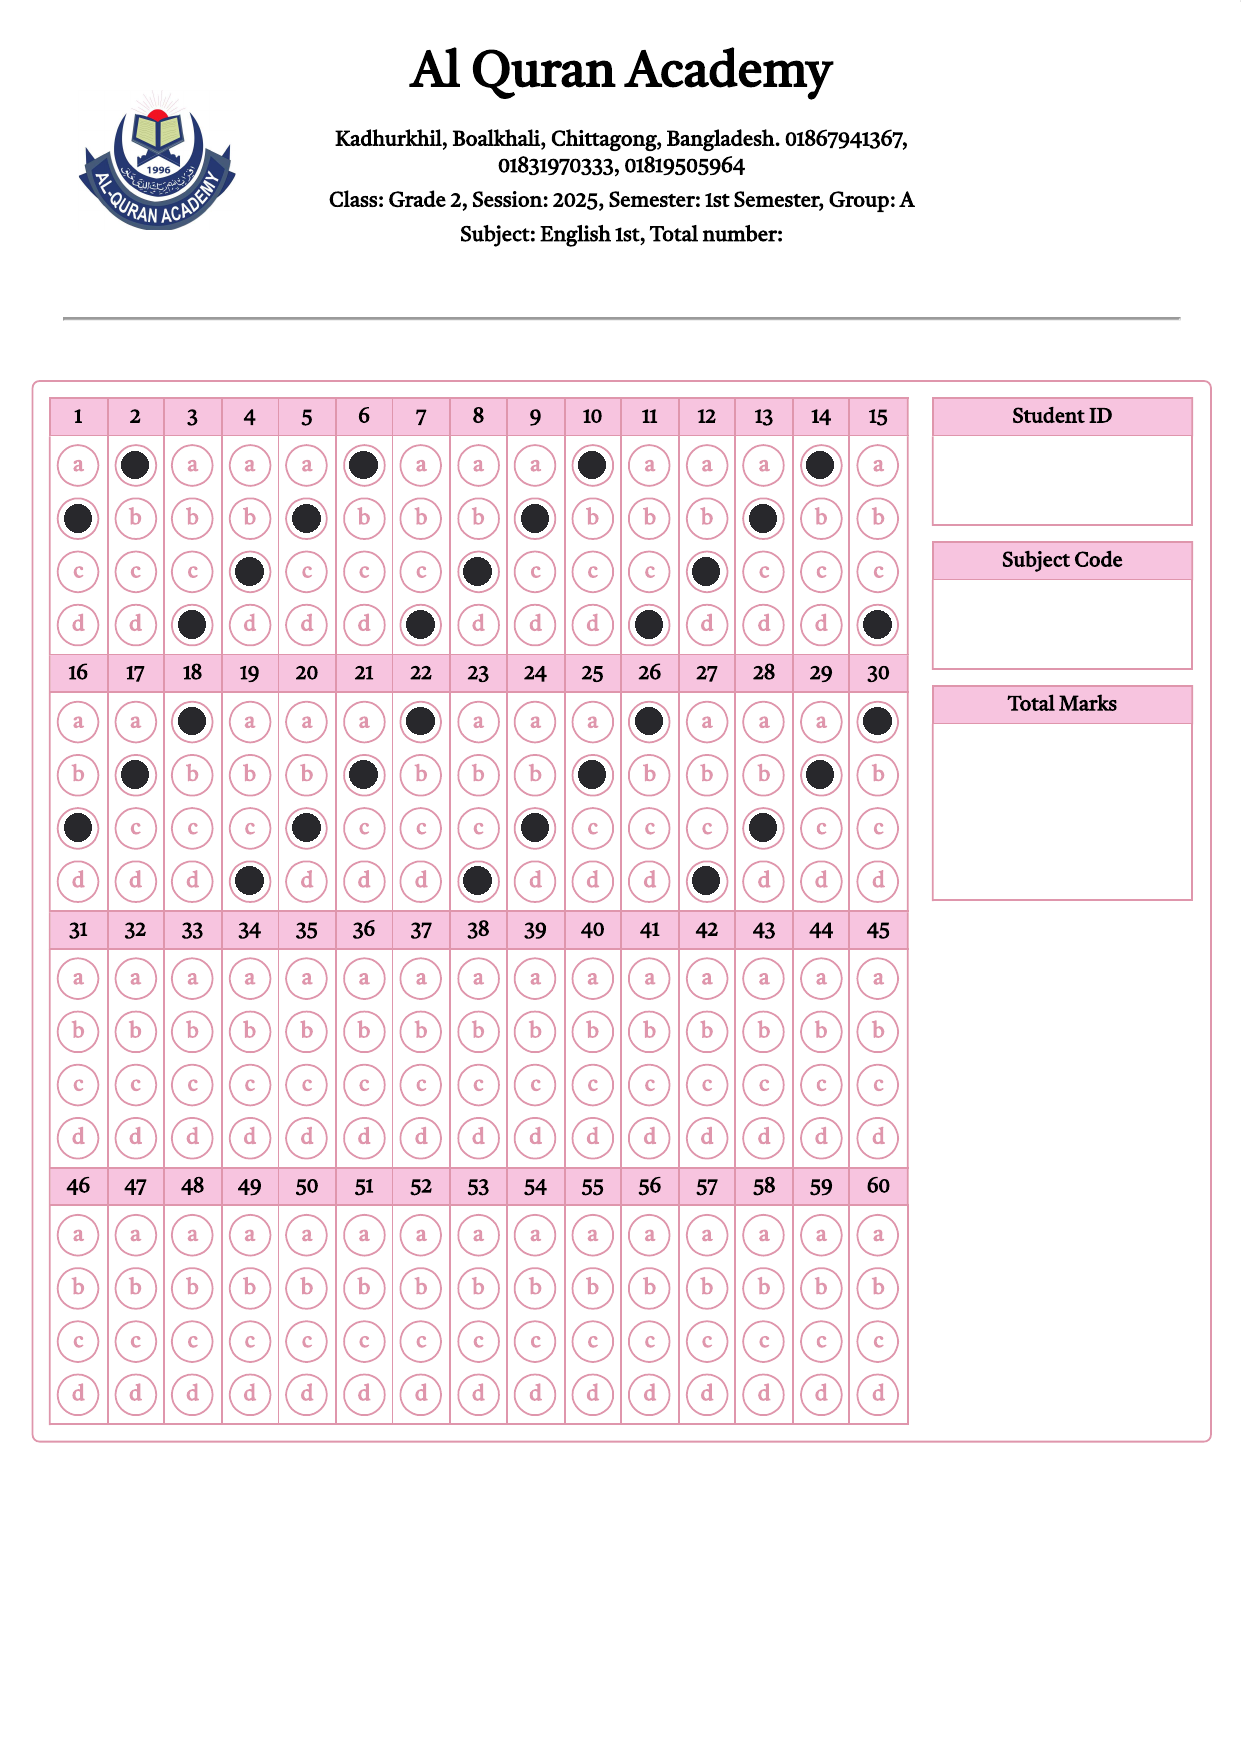 Al Quran Academy
1996
AL-QURAN ACADEMY
Kadhurkhil, Boalkhali, Chittagong, Bangladesh. 01867941367,
01831970333, 01819505964
Class: Grade 2, Session: 2025, Semester: 1st Semester, Group: A
Subject: English 1st, Total number:
1 2 3 4 5 6 7 8 9 10 11 12 13 14 15
a a a a a a a a a a a
b b b b b b b b b b b
c c c c c c c c c c c c
d d d d d d d d d d d
16 17 18 19 20 21 22 23 24 25 26 27 28 29 30
a a a a a a a a a a a
b b b b b b b b b b b
c c c c c c c c c c c
d d d d d d d d d d d d
31 32 33 34 35 36 37 38 39 40 41 42 43 44 45
a a a a a a a a a a a a a a a
b b b b b b b b b b b b b b b
c c c c c c c c c c c c c c c
d d d d d d d d d d d d d d d
46 47 48 49 50 51 52 53 54 55 56 57 58 59 60
a a a a a a a a a a a a a a a
b b b b b b b b b b b b b b b
c c c c c c c c c c c c c c c
d d d d d d d d d d d d d d d
Student ID
Subject Code
Total Marks